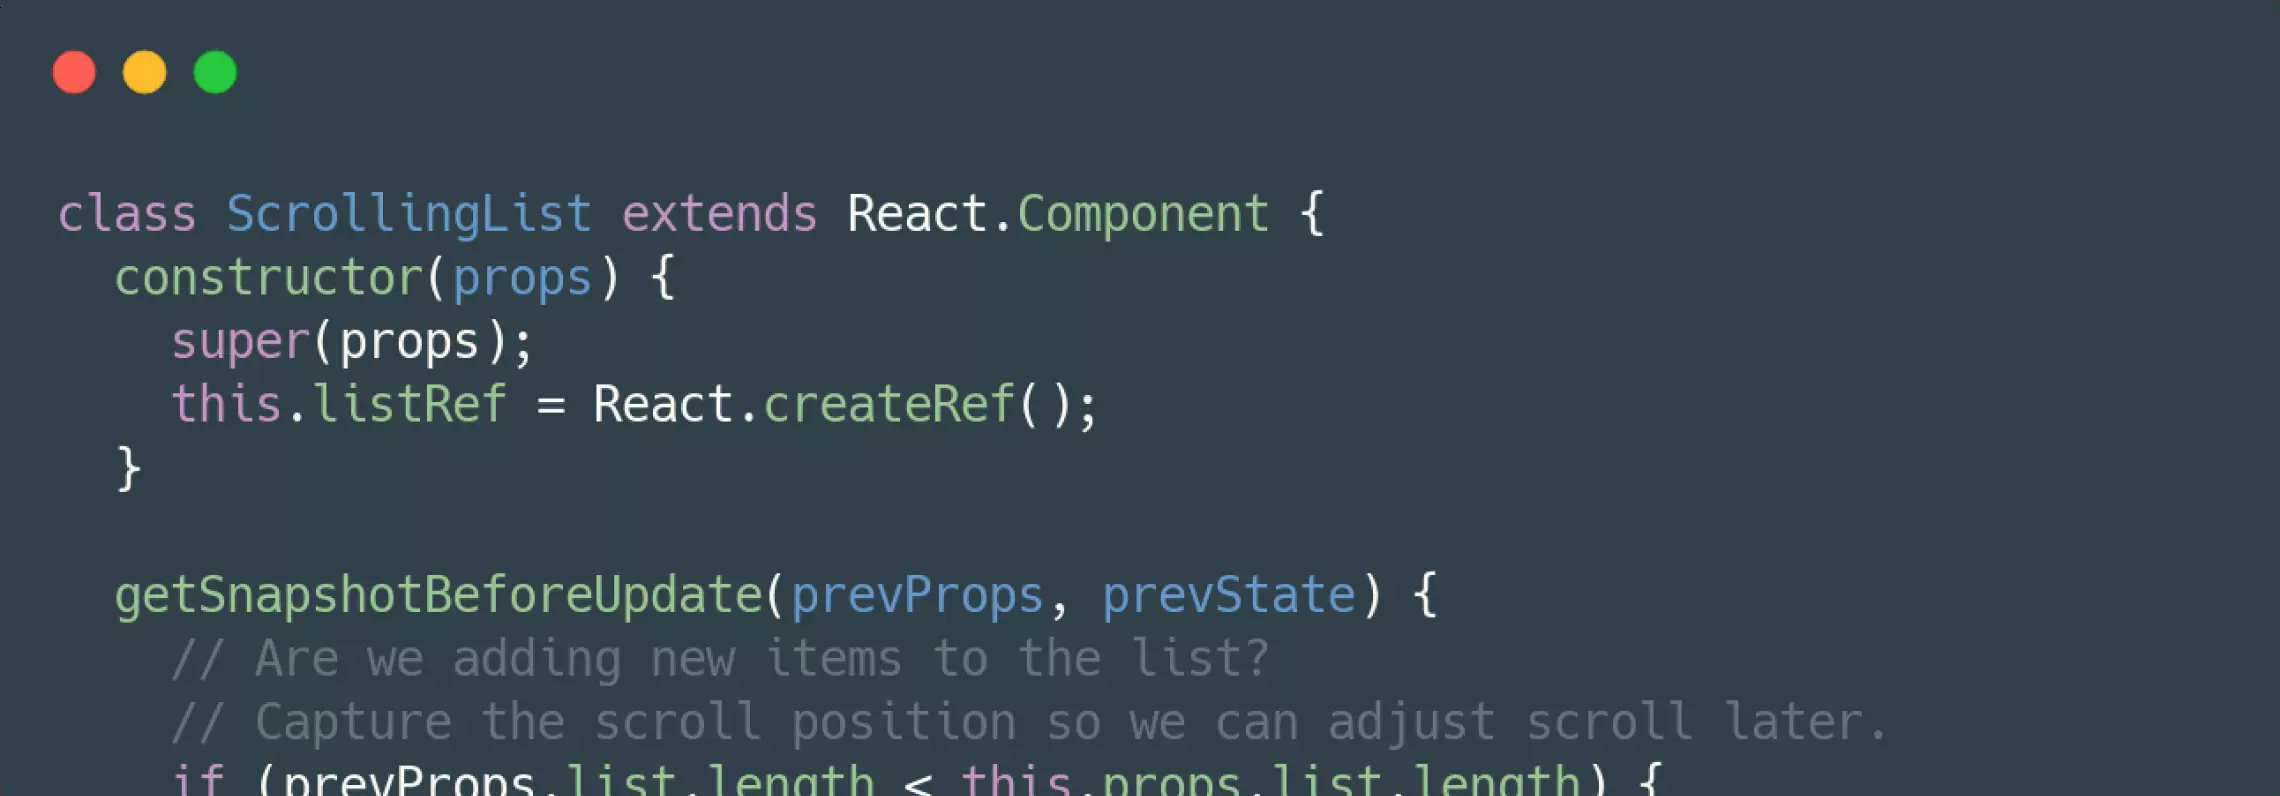 class ScrollingList extends React.Component {
  constructor(props) {
    super(props);
    this.listRef = React.createRef();
  }

  getSnapshotBeforeUpdate(prevProps, prevState) {
    // Are we adding new items to the list?
    // Capture the scroll position so we can adjust scroll later.
    if (prevProps.list.length < this.props.list.length) {